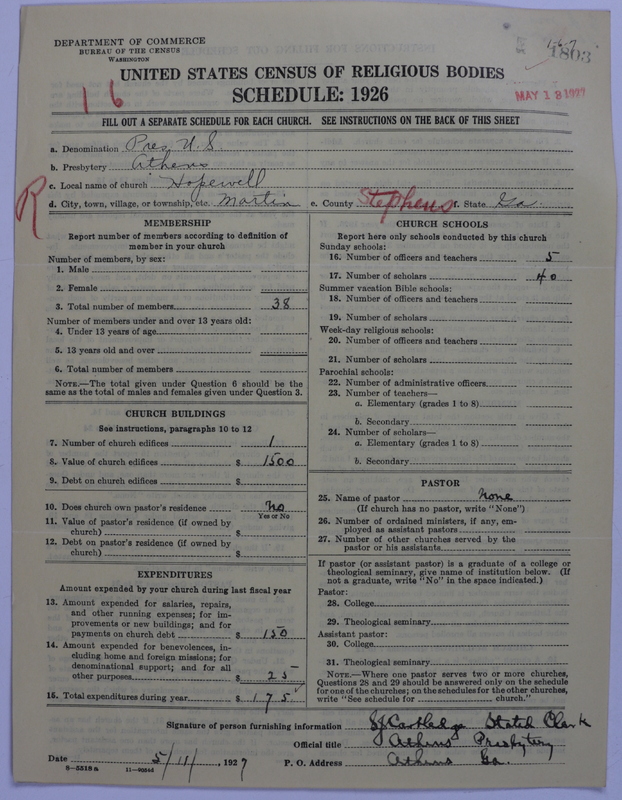 DEPARTMENT OF COMMERCE
BUREAU OF THE CENSUS
WASHINGTON
1-6-7
1803
16
MAY 18 1927
UNITED STATES CENSUS OF RELIGIOUS BODIES
SCHEDULE: 1926
FILL OUT A SEPARATE SCHEDULE FOR EACH CHURCH. SEE INSTRUCTIONS ON THE BACK OF THIS SHEET
a. Denomination Pres. U.S.
b. Presbytery Athens
c. Local name of church Hopewell
d. City, town, village, or township, etc. Martin e. County Stephens f. State Ga.
R
MEMBERSHIP
Report number of members according to definition of
member in your church
Number of members, by sex:
1. Male
2. Female
3. Total number of members 38
Number of members under and over 13 years old:
4. Under 13 years of age
5. 13 years old and over
6. Total number of members
NOTE.—The total given under Question 6 should be the
same as the total of males and females given under Question 3.
CHURCH BUILDINGS
See instructions, paragraphs 10 to 12
7. Number of church edifices 1
8. Value of church edifices $ 1500
9. Debt on church edifices $
10. Does church own pastor's residence no
Yes or No
11. Value of pastor's residence (if owned by
church) $
12. Debt on pastor's residence (if owned by
church) $
EXPENDITURES
Amount expended by your church during last fiscal year
13. Amount expended for salaries, repairs,
and other running expenses; for im-
provements or new buildings; and for
payments on church debt $ 150
14. Amount expended for benevolences, in-
cluding home and foreign missions; for
denominational support; and for all
other purposes $ 25
15. Total expenditures during year $ 175
CHURCH SCHOOLS
Report here only schools conducted by this church
Sunday schools:
16. Number of officers and teachers 5
17. Number of scholars 40
Summer vacation Bible schools:
18. Number of officers and teachers
19. Number of scholars
Week-day religious schools:
20. Number of officers and teachers
21. Number of scholars
Parochial schools:
22. Number of administrative officers
23. Number of teachers—
a. Elementary (grades 1 to 8)
b. Secondary
24. Number of scholars—
a. Elementary (grades 1 to 8)
b. Secondary
PASTOR
25. Name of pastor None
(If church has no pastor, write "None")
26. Number of ordained ministers, if any, em-
ployed as assistant pastors
27. Number of other churches served by the
pastor or his assistants
If pastor (or assistant pastor) is a graduate of a college or
theological seminary, give name of institution below. (If
not a graduate, write "No" in the space indicated.)
Pastor:
28. College
29. Theological seminary
Assistant pastor:
30. College
31. Theological seminary
NOTE.—Where one pastor serves two or more churches,
Questions 28 and 29 should be answered only on the schedule
for one of the churches; on the schedules for the other churches,
write "See schedule for church."
Signature of person furnishing information SJ Cartledge Stated Clerk
Official title Athens Presbytery
Date 5/11/, 1927 P. O. Address Athens Ga.
8—5518a 11—9056d